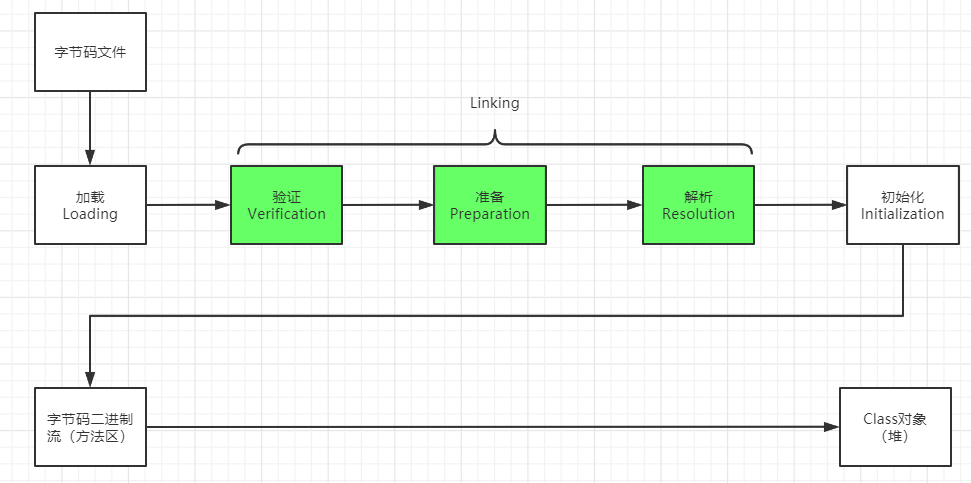 字节码文件
Linking
加载
Loading
验证
Verification
准备
Preparation
解析
Resolution
初始化
Initialization
字节码二进制
流（方法区）
Class对象
（堆）